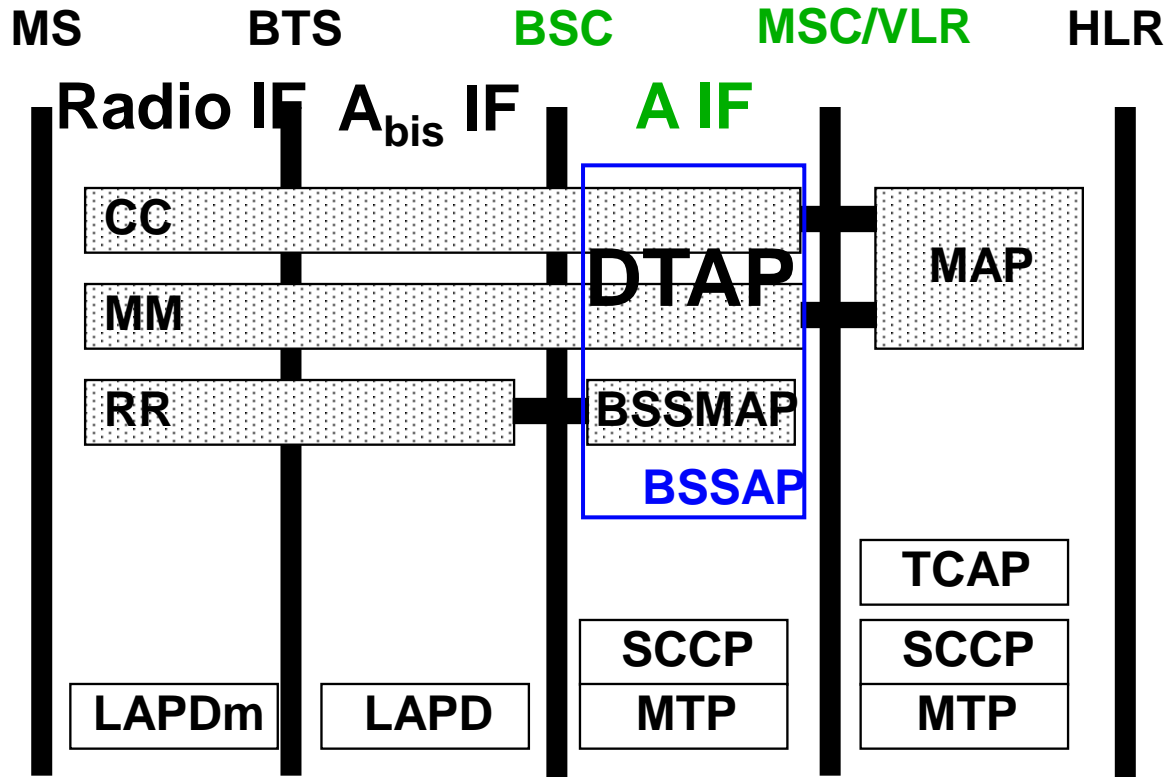 MS BTS BSC MSC/VLR HLR
Radio IF Abis IF A IF
CC
DTAP MAP
MM
RR BSSMAP
BSSAP
TCAP
SCCP SCCP
LAPDm LAPD MTP MTP